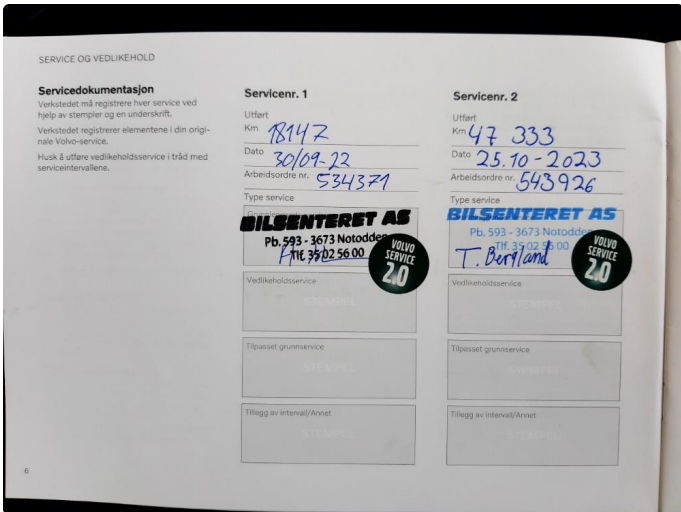 SERVICE OG VEDLIKEHOLD
Servicedokumentasjon
Verkstedet må registrere hver service ved
hjelp av stempler og en underskrift.
Verkstedet registrerer elementene i din origi-
nale Volvo-service.
Husk å utføre vedlikeholdsservice i tråd med
serviceintervallene.
Servicenr. 1
Utført
Km 18147
Dato 30/09-22
Arbeidsordre nr. 534371
Type service
BILSENTERET AS
Pb. 593 - 3673 Notodden
Tlf. 35 02 56 00
VOLVO
SERVICE
2.0
Vedlikeholdsservice
STEMPEL
Tilpasset grunnservice
STEMPEL
Tillegg av intervall/Annet
STEMPEL
Servicenr. 2
Utført
Km 47 333
Dato 25.10-2023
Arbeidsordre nr. 543926
Type service
BILSENTERET AS
Pb. 593 - 3673 Notodden
Tlf. 35 02 56 00
T. Bergland
VOLVO
SERVICE
2.0
Vedlikeholdsservice
STEMPEL
Tilpasset grunnservice
STEMPEL
Tillegg av intervall/Annet
STEMPEL
6